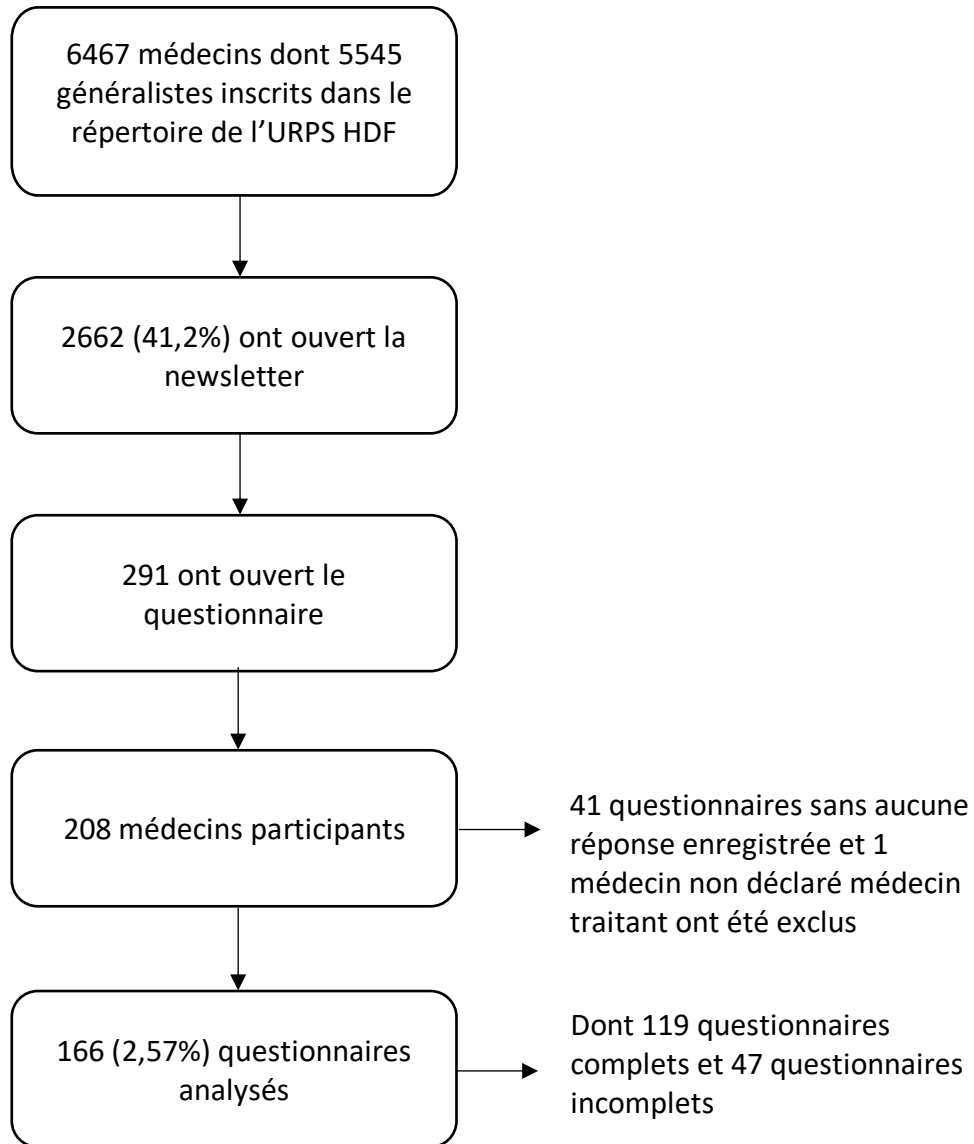 6467 médecins dont 5545
généralistes inscrits dans le
répertoire de l’URPS HDF
2662 (41,2%) ont ouvert la
newsletter
291 ont ouvert le
questionnaire
208 médecins participants
41 questionnaires sans aucune
réponse enregistrée et 1
médecin non déclaré médecin
traitant ont été exclus
166 (2,57%) questionnaires
analysés
Dont 119 questionnaires
complets et 47 questionnaires
incomplets